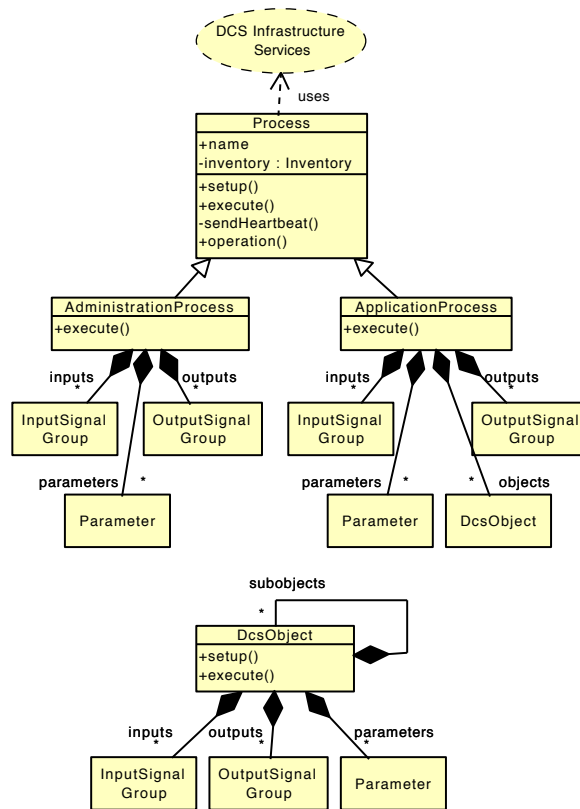 DCS Infrastructure
Services
uses
Process
+name
-inventory : Inventory
+setup()
+execute()
-sendHeartbeat()
+operation()
AdministrationProcess
+execute()
ApplicationProcess
+execute()
inputs
*
outputs
*
inputs
*
outputs
*
InputSignal
Group
OutputSignal
Group
InputSignal
Group
OutputSignal
Group
parameters
*
parameters
*
*
objects
Parameter
Parameter
DcsObject
subobjects
*
DcsObject
+setup()
+execute()
inputs
*
outputs
*
parameters
*
InputSignal
Group
OutputSignal
Group
Parameter